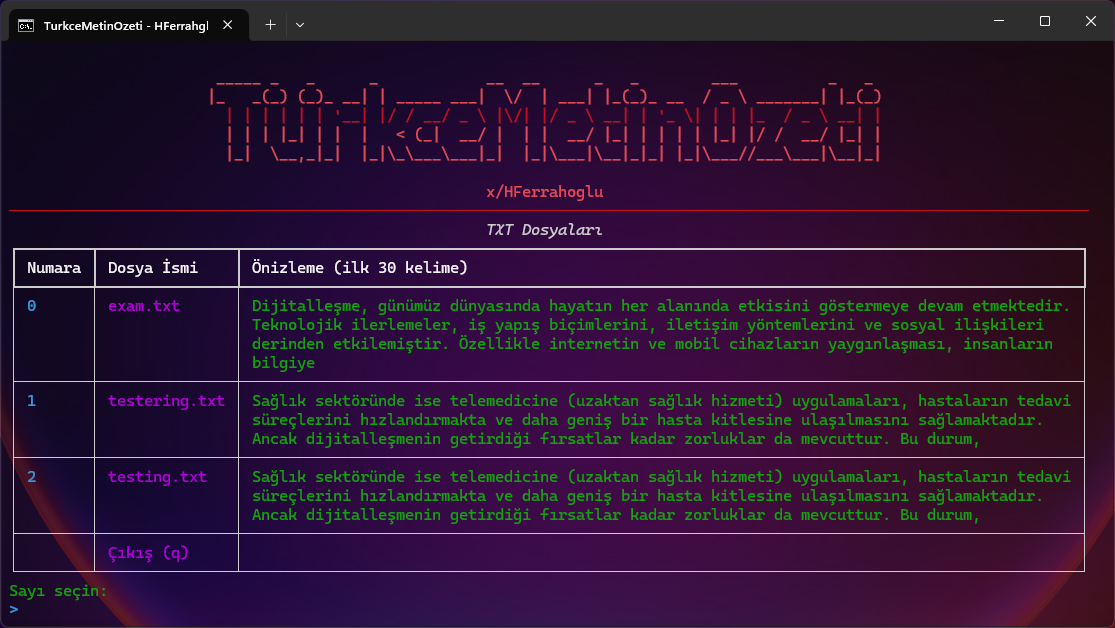 TurkceMetinOzeti - HFerrahgl
TurkceMetinOzeti
x/HFerrahoglu
TXT Dosyaları
Numara Dosya İsmi Önizleme (ilk 30 kelime)
0 exam.txt Dijitalleşme, günümüz dünyasında hayatın her alanında etkisini göstermeye devam etmektedir.
Teknolojik ilerlemeler, iş yapış biçimlerini, iletişim yöntemlerini ve sosyal ilişkileri
derinden etkilemiştir. Özellikle internetin ve mobil cihazların yaygınlaşması, insanların
bilgiye
1 testering.txt Sağlık sektöründe ise telemedicine (uzaktan sağlık hizmeti) uygulamaları, hastaların tedavi
süreçlerini hızlandırmakta ve daha geniş bir hasta kitlesine ulaşılmasını sağlamaktadır.
Ancak dijitalleşmenin getirdiği fırsatlar kadar zorluklar da mevcuttur. Bu durum,
2 testing.txt Sağlık sektöründe ise telemedicine (uzaktan sağlık hizmeti) uygulamaları, hastaların tedavi
süreçlerini hızlandırmakta ve daha geniş bir hasta kitlesine ulaşılmasını sağlamaktadır.
Ancak dijitalleşmenin getirdiği fırsatlar kadar zorluklar da mevcuttur. Bu durum,
Çıkış (q)
Sayı seçin:
>